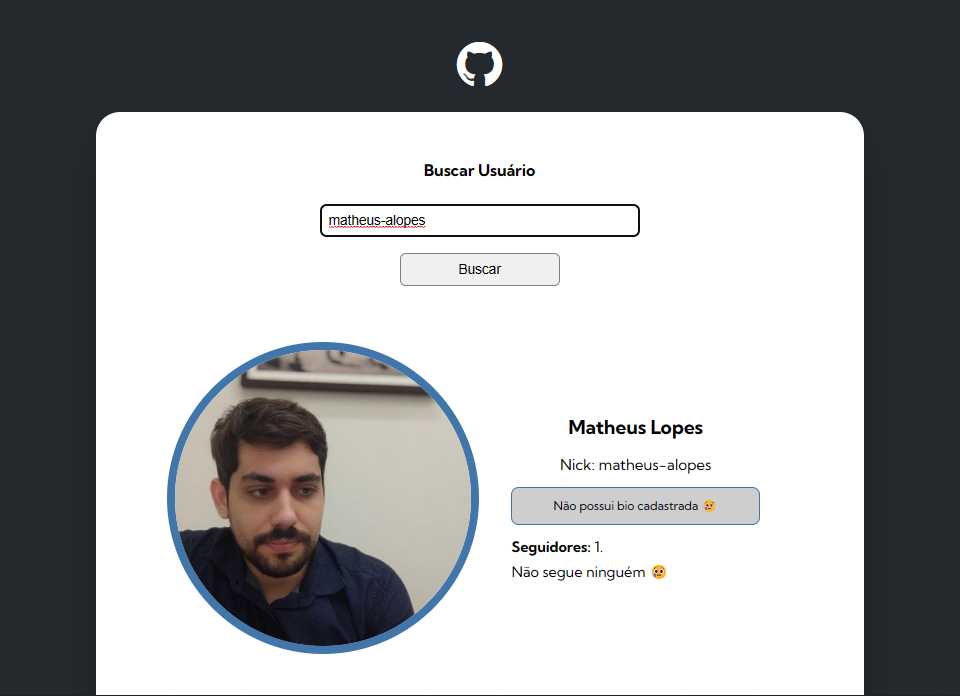 Buscar Usuário
matheus-alopes
Buscar
Matheus Lopes
Nick: matheus-alopes
Não possui bio cadastrada 😢
Seguidores: 1.
Não segue ninguém 😢